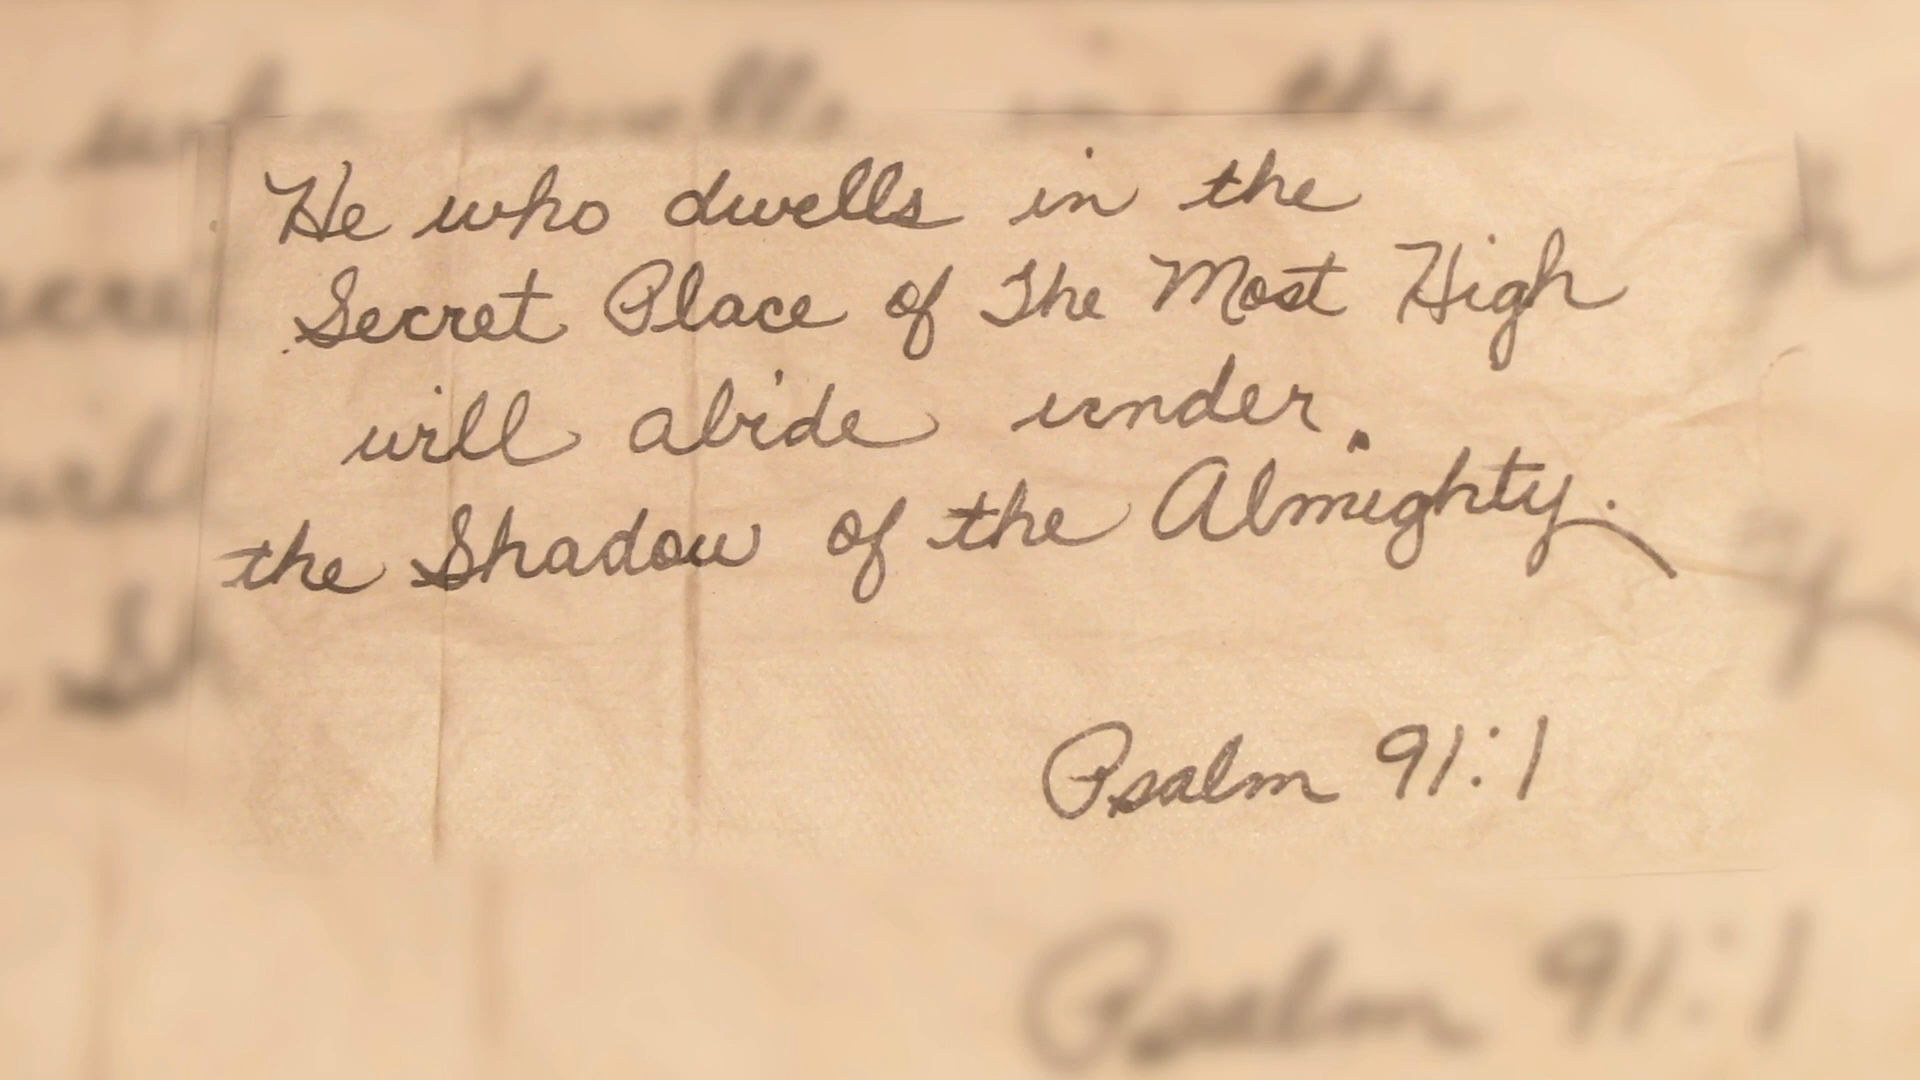 He who dwells in the
Secret Place of The Most High
will abide under
the Shadow of the Almighty.
Psalm 91:1